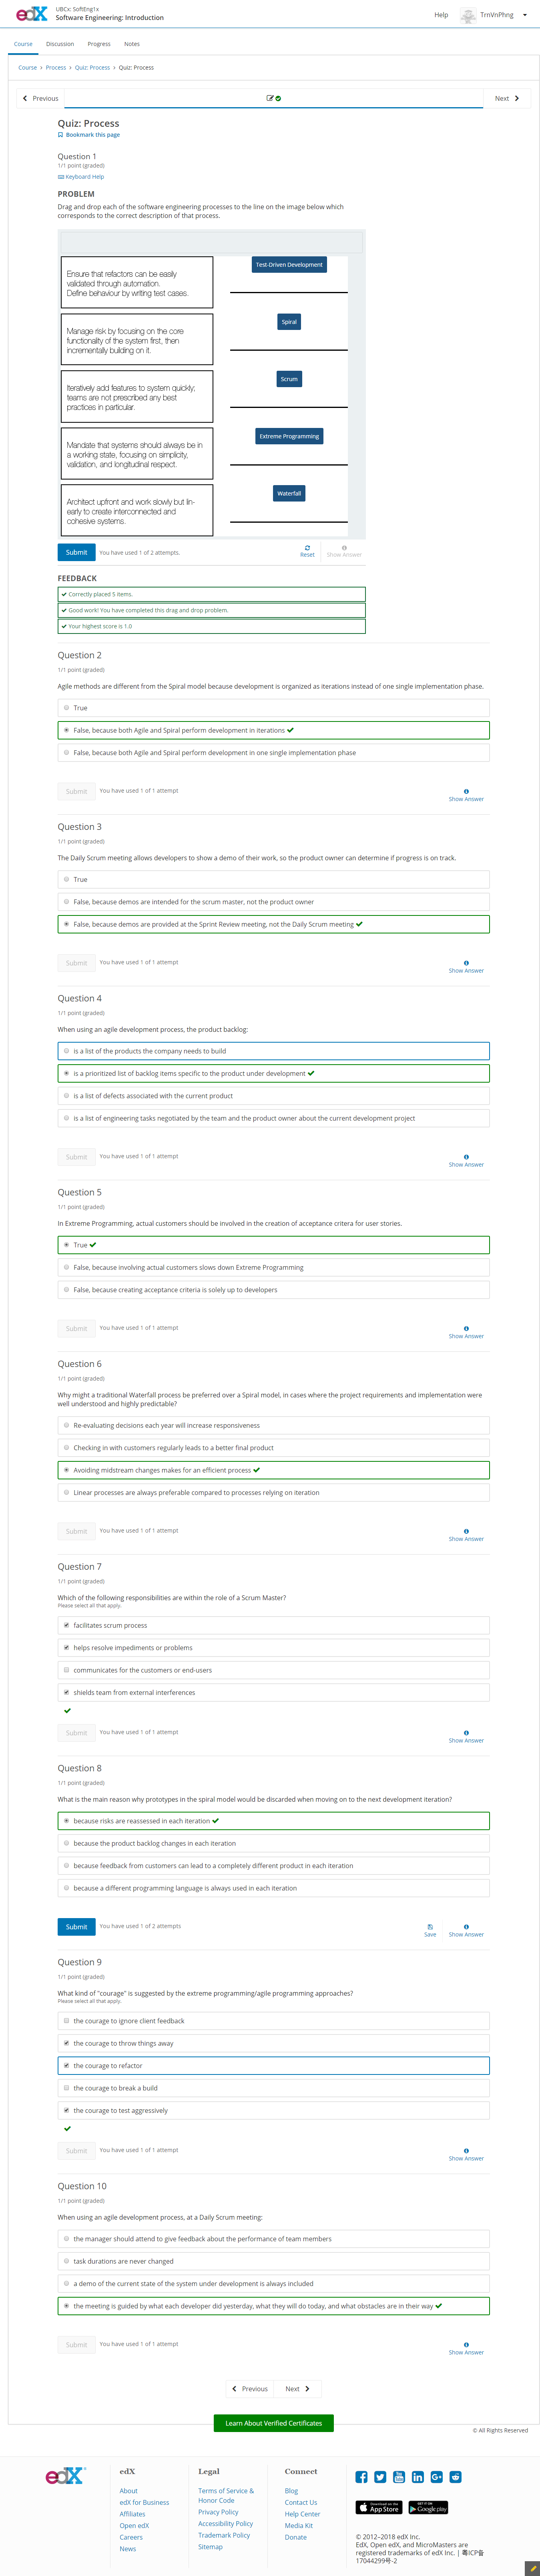 edX
UBCx: SoftEng1x
Software Engineering: Introduction
Help
TrnVnPhng
Course
Discussion
Progress
Notes
Course > Process > Quiz: Process > Quiz: Process
Previous
Next
Quiz: Process
Bookmark this page
Question 1
1/1 point (graded)
Keyboard Help
PROBLEM
Drag and drop each of the software engineering processes to the line on the image below which
corresponds to the correct description of that process.
Ensure that refactors can be easily
validated through automation.
Define behaviour by writing test cases.
Test-Driven Development
Manage risk by focusing on the core
functionality of the system first, then
incrementally building on it.
Spiral
Iteratively add features to system quickly;
teams are not prescribed any best
practices in particular.
Scrum
Mandate that systems should always be in
a working state, focusing on simplicity,
validation, and longitudinal respect.
Extreme Programming
Architect upfront and work slowly but lin-
early to create interconnected and
cohesive systems.
Waterfall
Submit
You have used 1 of 2 attempts.
Reset
Show Answer
FEEDBACK
Correctly placed 5 items.
Good work! You have completed this drag and drop problem.
Your highest score is 1.0
Question 2
1/1 point (graded)
Agile methods are different from the Spiral model because development is organized as iterations instead of one single implementation phase.
True
False, because both Agile and Spiral perform development in iterations
False, because both Agile and Spiral perform development in one single implementation phase
Submit
You have used 1 of 1 attempt
Show Answer
Question 3
1/1 point (graded)
The Daily Scrum meeting allows developers to show a demo of their work, so the product owner can determine if progress is on track.
True
False, because demos are intended for the scrum master, not the product owner
False, because demos are provided at the Sprint Review meeting, not the Daily Scrum meeting
Submit
You have used 1 of 1 attempt
Show Answer
Question 4
1/1 point (graded)
When using an agile development process, the product backlog:
is a list of the products the company needs to build
is a prioritized list of backlog items specific to the product under development
is a list of defects associated with the current product
is a list of engineering tasks negotiated by the team and the product owner about the current development project
Submit
You have used 1 of 1 attempt
Show Answer
Question 5
1/1 point (graded)
In Extreme Programming, actual customers should be involved in the creation of acceptance critera for user stories.
True
False, because involving actual customers slows down Extreme Programming
False, because creating acceptance criteria is solely up to developers
Submit
You have used 1 of 1 attempt
Show Answer
Question 6
1/1 point (graded)
Why might a traditional Waterfall process be preferred over a Spiral model, in cases where the project requirements and implementation were
well understood and highly predictable?
Re-evaluating decisions each year will increase responsiveness
Checking in with customers regularly leads to a better final product
Avoiding midstream changes makes for an efficient process
Linear processes are always preferable compared to processes relying on iteration
Submit
You have used 1 of 1 attempt
Show Answer
Question 7
1/1 point (graded)
Which of the following responsibilities are within the role of a Scrum Master?
Please select all that apply.
facilitates scrum process
helps resolve impediments or problems
communicates for the customers or end-users
shields team from external interferences
Submit
You have used 1 of 1 attempt
Show Answer
Question 8
1/1 point (graded)
What is the main reason why prototypes in the spiral model would be discarded when moving on to the next development iteration?
because risks are reassessed in each iteration
because the product backlog changes in each iteration
because feedback from customers can lead to a completely different product in each iteration
because a different programming language is always used in each iteration
Submit
You have used 1 of 2 attempts
Save
Show Answer
Question 9
1/1 point (graded)
What kind of "courage" is suggested by the extreme programming/agile programming approaches?
Please select all that apply.
the courage to ignore client feedback
the courage to throw things away
the courage to refactor
the courage to break a build
the courage to test aggressively
Submit
You have used 1 of 1 attempt
Show Answer
Question 10
1/1 point (graded)
When using an agile development process, at a Daily Scrum meeting:
the manager should attend to give feedback about the performance of team members
task durations are never changed
a demo of the current state of the system under development is always included
the meeting is guided by what each developer did yesterday, what they will do today, and what obstacles are in their way
Submit
You have used 1 of 1 attempt
Show Answer
Previous
Next
Learn About Verified Certificates
© All Rights Reserved
edX
edX
About
edX for Business
Affiliates
Open edX
Careers
News
Legal
Terms of Service &
Honor Code
Privacy Policy
Accessibility Policy
Trademark Policy
Sitemap
Connect
Blog
Contact Us
Help Center
Media Kit
Donate
Download on the
App Store
GET IT ON
Google play
© 2012–2018 edX Inc.
EdX, Open edX, and MicroMasters are
registered trademarks of edX Inc. | 粤ICP备
17044299号-2